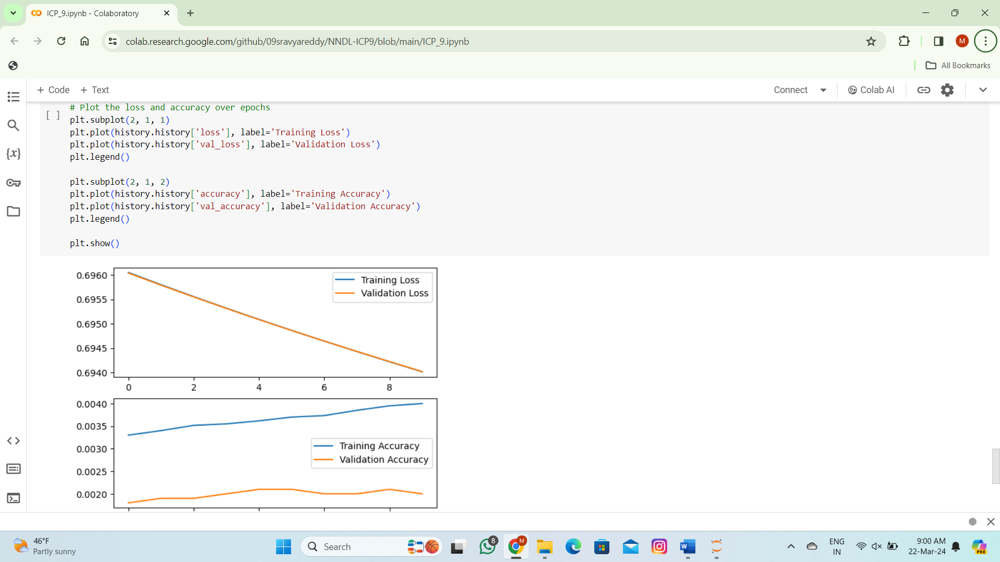 ICP_9.ipynb - Colaboratory
colab.research.google.com/github/09sravyareddy/NNDL-ICP9/blob/main/ICP_9.ipynb
M
All Bookmarks
+ Code + Text
Connect
Colab AI
{x}
[ ]
# Plot the loss and accuracy over epochs
plt.subplot(2, 1, 1)
plt.plot(history.history['loss'], label='Training Loss')
plt.plot(history.history['val_loss'], label='Validation Loss')
plt.legend()
plt.subplot(2, 1, 2)
plt.plot(history.history['accuracy'], label='Training Accuracy')
plt.plot(history.history['val_accuracy'], label='Validation Accuracy')
plt.legend()
plt.show()
0.6960
0.6955
0.6950
0.6945
0.6940
Training Loss
Validation Loss
0 2 4 6 8
0.0040
0.0035
0.0030
0.0025
0.0020
Training Accuracy
Validation Accuracy
46°F
Partly sunny
Search
8
M
W
PRE
ENG
IN
9:00 AM
22-Mar-24